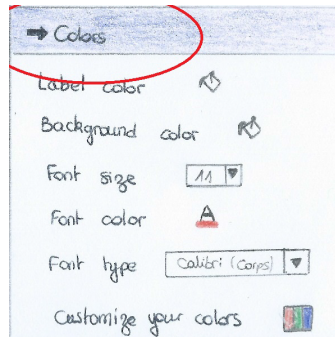 ➡ Colors
Label color
Background color
Font size 11
Font color A
Font type Calibri (Corps)
Customize your colors